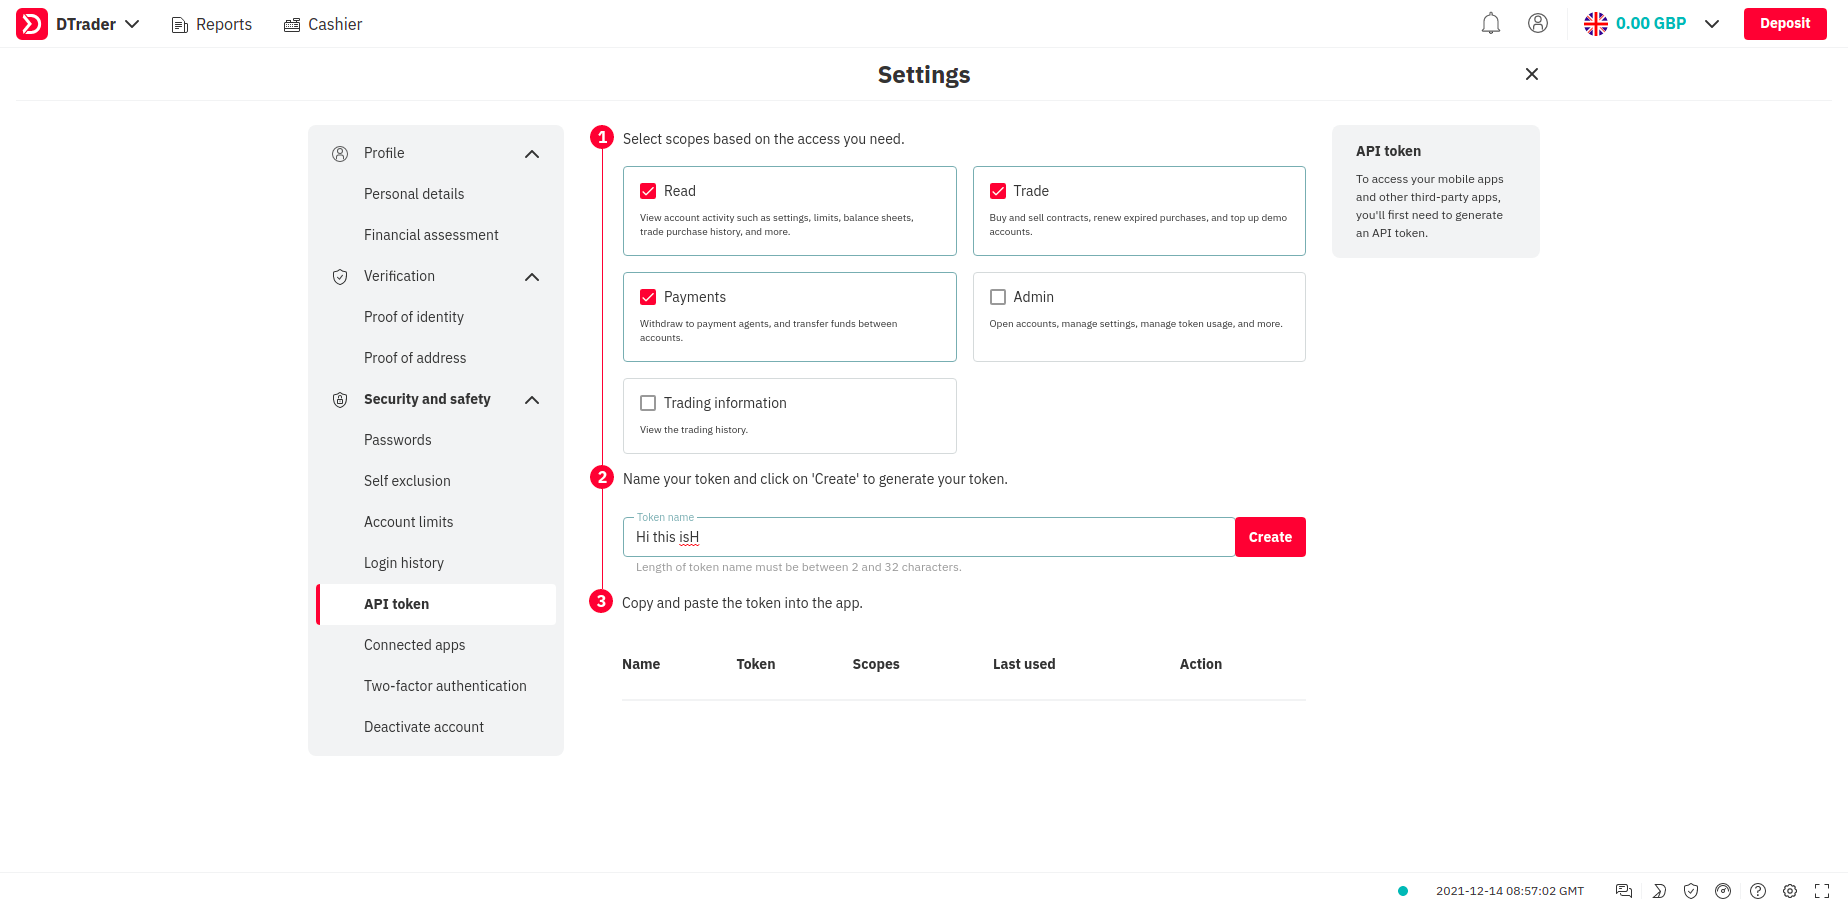 DTrader
Reports
Cashier
0.00 GBP
Deposit
Settings
Profile
Personal details
Financial assessment
Verification
Proof of identity
Proof of address
Security and safety
Passwords
Self exclusion
Account limits
Login history
API token
Connected apps
Two-factor authentication
Deactivate account
1
Select scopes based on the access you need.
Read
View account activity such as settings, limits, balance sheets,
trade purchase history, and more.
Trade
Buy and sell contracts, renew expired purchases, and top up demo
accounts.
Payments
Withdraw to payment agents, and transfer funds between
accounts.
Admin
Open accounts, manage settings, manage token usage, and more.
Trading information
View the trading history.
2
Name your token and click on 'Create' to generate your token.
Token name
Hi this isH
Create
Length of token name must be between 2 and 32 characters.
3
Copy and paste the token into the app.
Name Token Scopes Last used Action
API token
To access your mobile apps
and other third-party apps,
you'll first need to generate
an API token.
2021-12-14 08:57:02 GMT